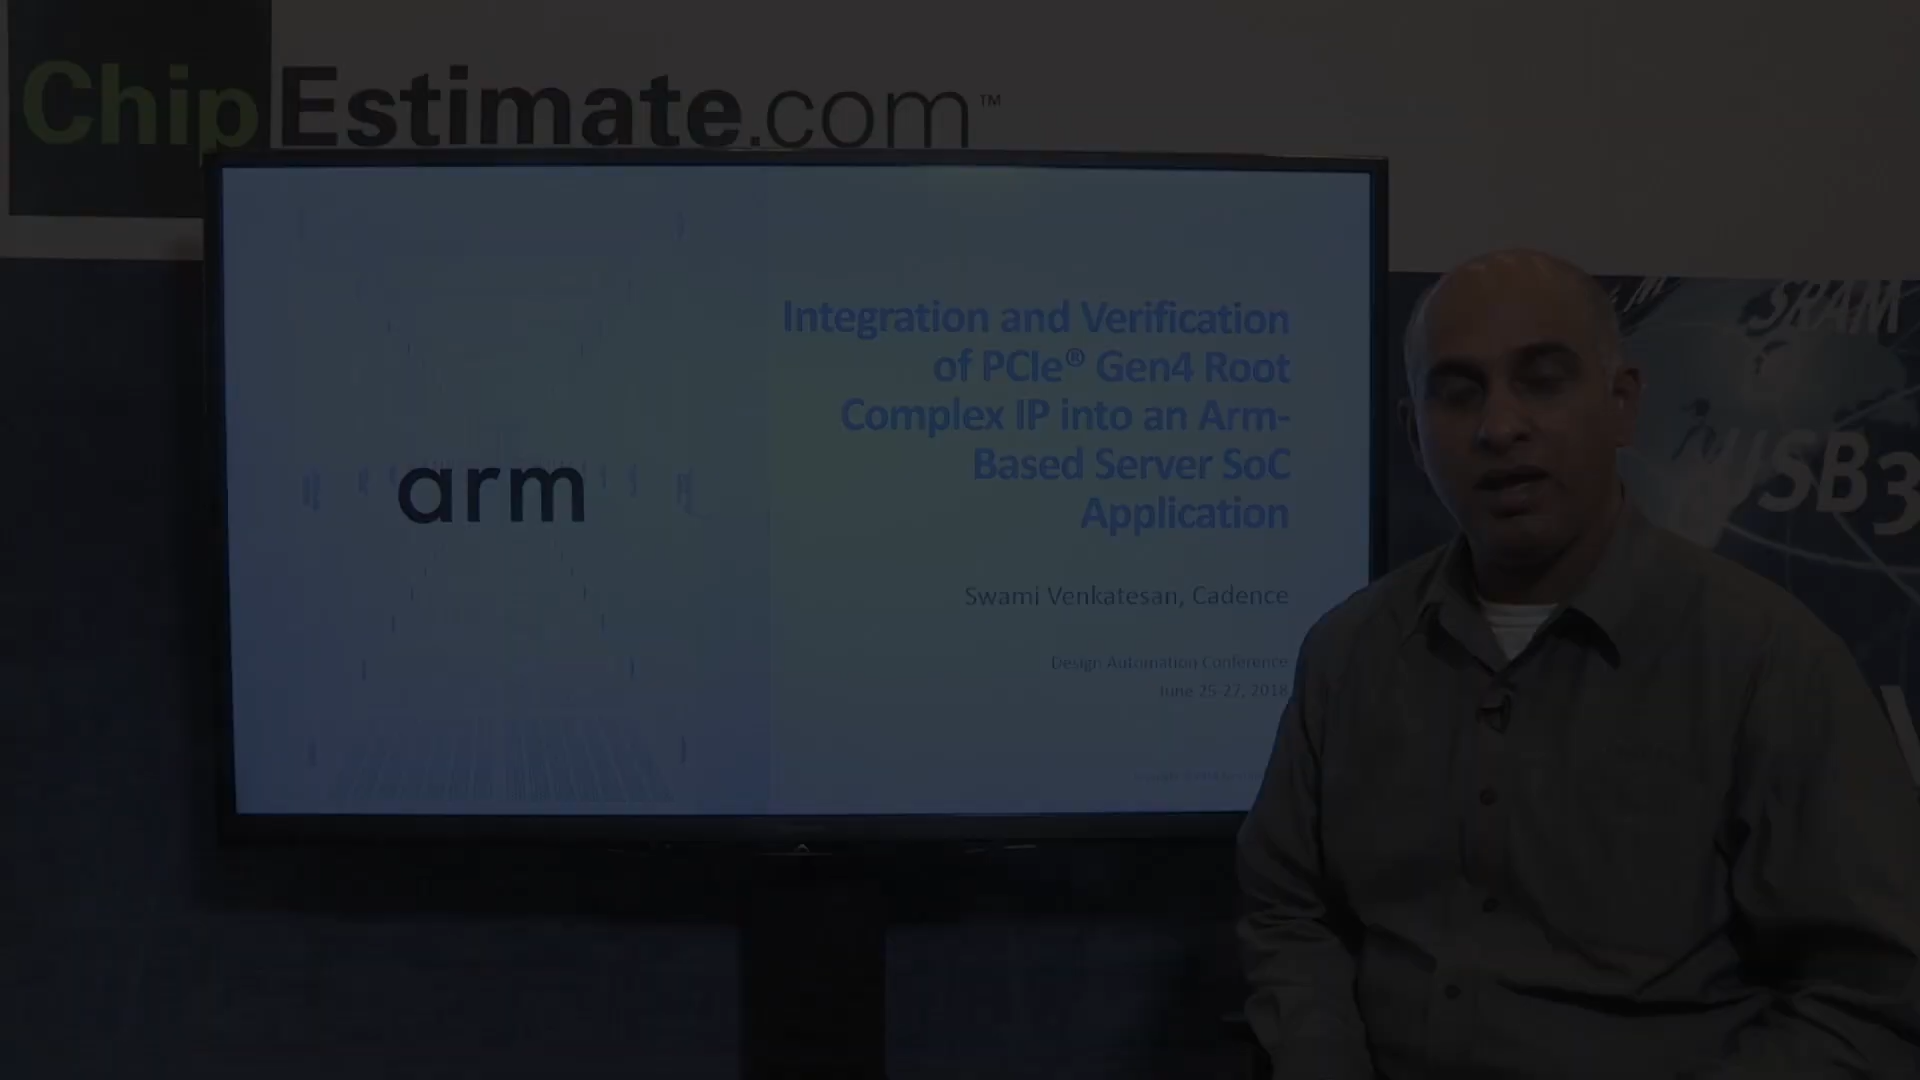 ChipEstimate.com™
Integration and Verification
of PCIe® Gen4 Root
Complex IP into an Arm-
Based Server SoC
Application
arm
Swami Venkatesan, Cadence
Design Automation Conference
June 25-27, 2018
SRAM
USB3